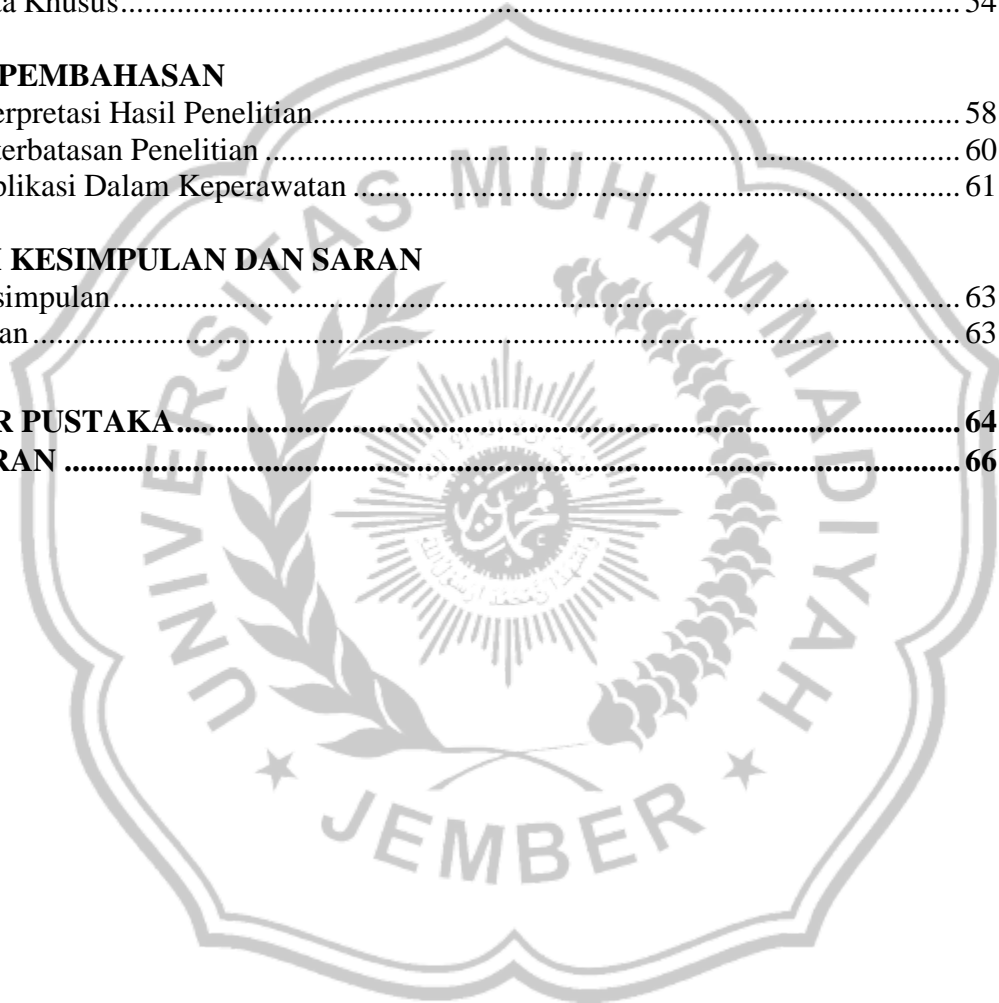 a Khusus........................................................................................................ 54
PEMBAHASAN
erpretasi Hasil Penelitian................................................................................. 58
erbatasan Penelitian ....................................................................................... 60
plikasi Dalam Keperawatan ............................................................................ 61
KESIMPULAN DAN SARAN
simpulan......................................................................................................... 63
an ................................................................................................................... 63
R PUSTAKA.................................................................................................. 64
RAN ............................................................................................................... 66
UNIVERSITAS MUHAMMADIYAH
JEMBER